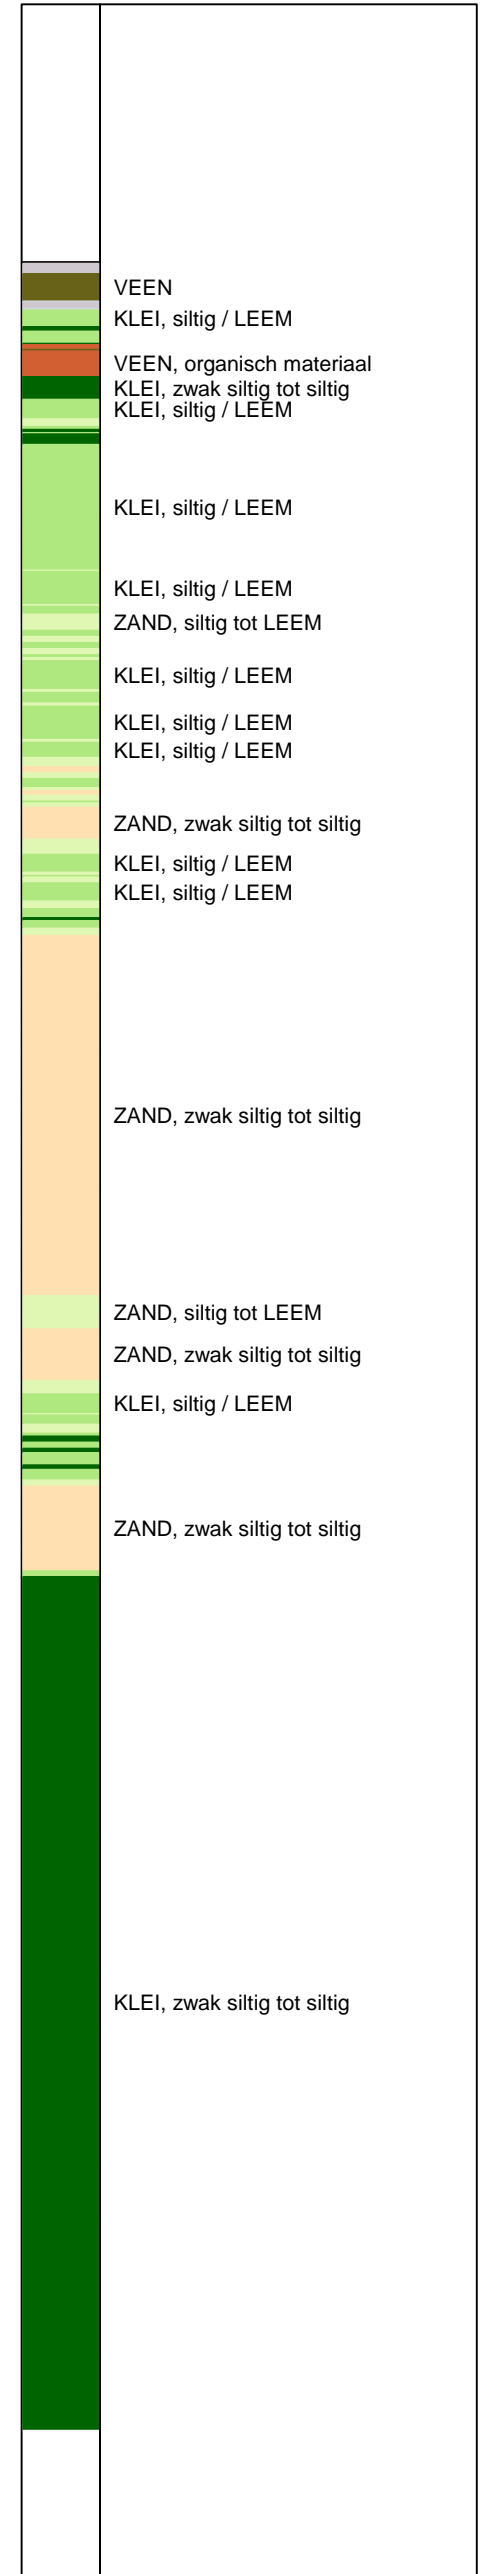 VEEN
KLEI, siltig / LEEM
VEEN, organisch materiaal
KLEI, zwak siltig tot siltig
KLEI, siltig / LEEM
KLEI, siltig / LEEM
KLEI, siltig / LEEM
ZAND, siltig tot LEEM
KLEI, siltig / LEEM
KLEI, siltig / LEEM
KLEI, siltig / LEEM
ZAND, zwak siltig tot siltig
KLEI, siltig / LEEM
KLEI, siltig / LEEM
ZAND, zwak siltig tot siltig
ZAND, siltig tot LEEM
ZAND, zwak siltig tot siltig
KLEI, siltig / LEEM
ZAND, zwak siltig tot siltig
KLEI, zwak siltig tot siltig